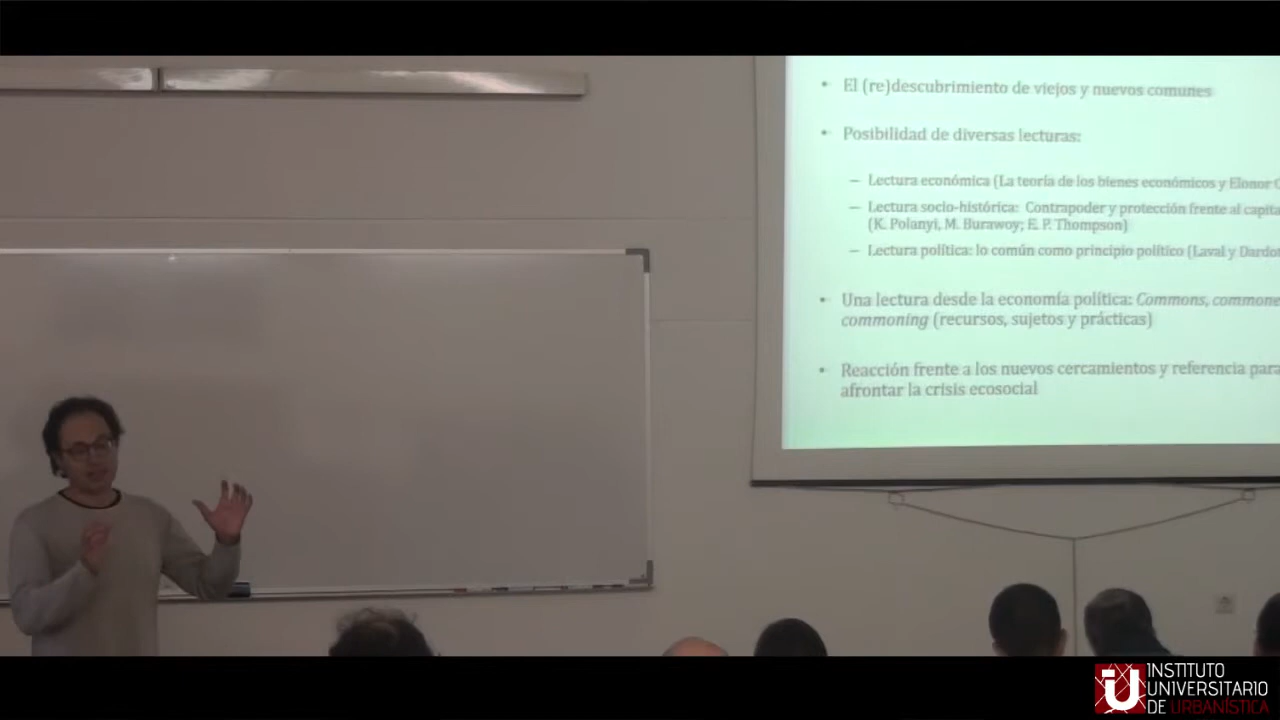 • El (re)descubrimiento de viejos y nuevos comunes
• Posibilidad de diversas lecturas:
– Lectura económica (La teoría de los bienes económicos y Elonor
– Lectura socio-histórica: Contrapoder y protección frente al
(K. Polanyi, M. Burawoy; E. P. Thompson)
– Lectura política: lo común como principio político (Laval y
• Una lectura desde la economía política: Commons,
commoning (recursos, sujetos y prácticas)
• Reacción frente a los nuevos cercamientos y referencia para
afrontar la crisis ecosocial
INSTITUTO
UNIVERSITARIO
DE URBANÍSTICA